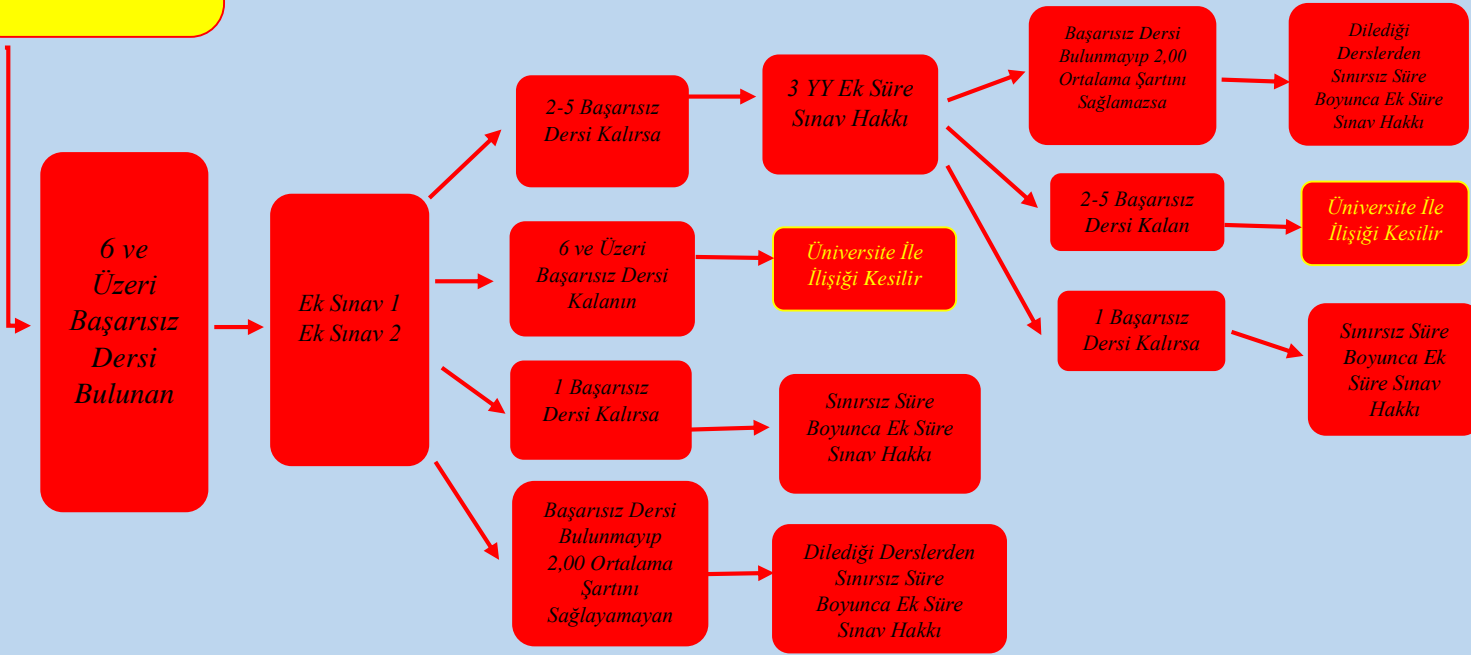 6 ve
Üzeri
Başarısız
Dersi
Bulunan
Ek Sınav 1
Ek Sınav 2
2-5 Başarısız
Dersi Kalırsa
3 YY Ek Süre
Sınav Hakkı
Başarısız Dersi
Bulunmayıp 2,00
Ortalama Şartını
Sağlamazsa
Dilediği
Derslerden
Sınırsız Süre
Boyunca Ek Süre
Sınav Hakkı
2-5 Başarısız
Dersi Kalan
Üniversite İle
İlişiği Kesilir
1 Başarısız
Dersi Kalırsa
Sınırsız Süre
Boyunca Ek
Süre Sınav
Hakkı
6 ve Üzeri
Başarısız Dersi
Kalanın
Üniversite İle
İlişiği Kesilir
1 Başarısız
Dersi Kalırsa
Sınırsız Süre
Boyunca Ek Süre
Sınav Hakkı
Başarısız Dersi
Bulunmayıp
2,00 Ortalama
Şartını
Sağlayamayan
Dilediği Derslerden
Sınırsız Süre
Boyunca Ek Süre
Sınav Hakkı